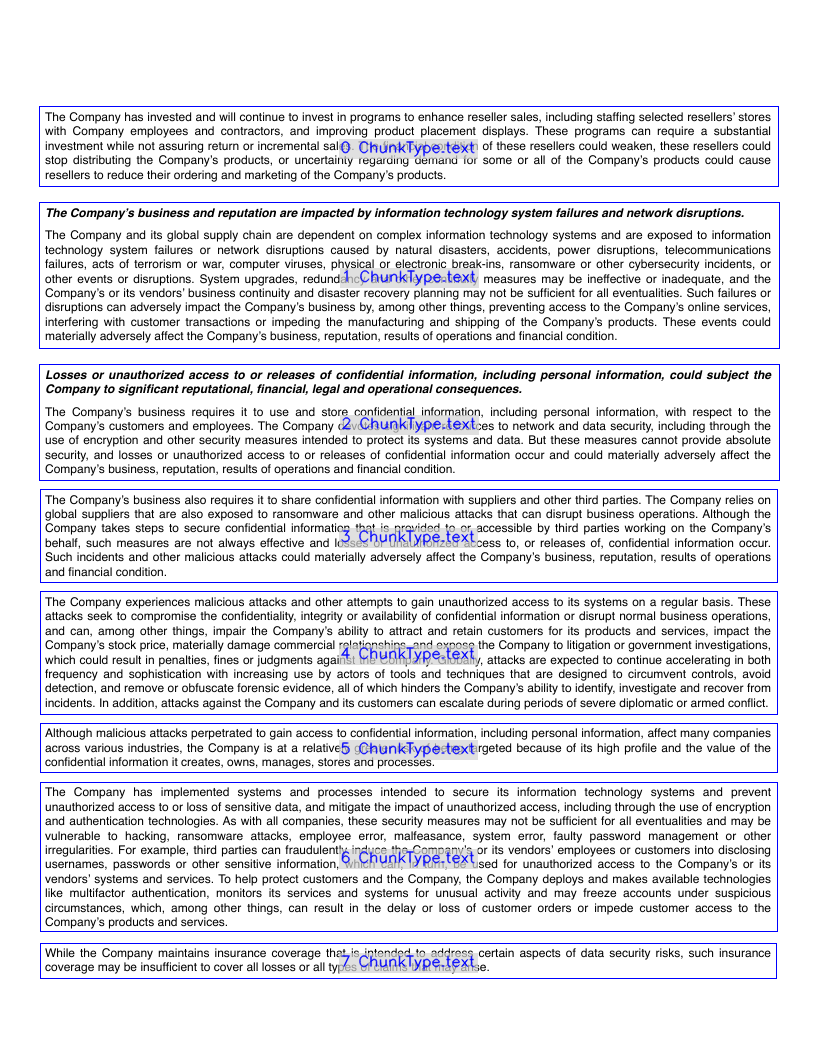 The Company has invested and will continue to invest in programs to enhance reseller sales, including staffing selected resellers' stores
with Company employees and contractors, and improving product placement displays. These programs can require a substantial
investment while not assuring return or incremental of these resellers could weaken, these resellers could
0 ChunkType.text
stop distributing the Company's products, or uncertainty regarding demand for some or all of the Company's products could cause
resellers to reduce their ordering and marketing of the Company's products.
The Company's business and reputation are impacted by information technology system failures and network disruptions.
The Company and its global supply chain are dependent on complex information technology systems and are exposed to information
technology system failures or network disruptions caused by natural disasters, accidents, power disruptions, telecommunications
failures, acts of terrorism or war, computer viruses, physical or electronic break-ins, ransomware or other cybersecurity incidents, or
other events or disruptions. System upgrades, measures may be ineffective or inadequate, and the
1 ChunkType.text
Company's or its vendors' business continuity and disaster recovery planning may not be sufficient for all eventualities. Such failures or
disruptions can adversely impact the Company's business by, among other things, preventing access to the Company's online services,
interfering with customer transactions or impeding the manufacturing and shipping of the Company's products. These events could
materially adversely affect the Company's business, reputation, results of operations and financial condition.
Losses or unauthorized access to or releases of confidential information, including personal information, could subject the
Company to significant reputational, financial, legal and operational consequences.
The Company's business requires it to use and store confidential information, including personal information, with respect to the
Company's customers and employees. The Company to network and data security, including through the
2 ChunkType.text
use of encryption and other security measures intended to protect its systems and data. But these measures cannot provide absolute
security, and losses or unauthorized access to or releases of confidential information occur and could materially adversely affect the
Company's business, reputation, results of operations and financial condition.
The Company's business also requires it to share confidential information with suppliers and other third parties. The Company relies on
global suppliers that are also exposed to ransomware and other malicious attacks that can disrupt business operations. Although the
Company takes steps to secure confidential information that is provided to or accessible by third parties working on the Company's
3 ChunkType.text
behalf, such measures are not always effective and losses or unauthorized access to, or releases of, confidential information occur.
Such incidents and other malicious attacks could materially adversely affect the Company's business, reputation, results of operations
and financial condition.
The Company experiences malicious attacks and other attempts to gain unauthorized access to its systems on a regular basis. These
attacks seek to compromise the confidentiality, integrity or availability of confidential information or disrupt normal business operations,
and can, among other things, impair the Company's ability to attract and retain customers for its products and services, impact the
Company's stock price, materially damage commercial relationships, and expose the Company to litigation or government investigations,
4 ChunkType.text
which could result in penalties, fines or judgments against the Company. Globally, attacks are expected to continue accelerating in both
frequency and sophistication with increasing use by actors of tools and techniques that are designed to circumvent controls, avoid
detection, and remove or obfuscate forensic evidence, all of which hinders the Company's ability to identify, investigate and recover from
incidents. In addition, attacks against the Company and its customers can escalate during periods of severe diplomatic or armed conflict.
Although malicious attacks perpetrated to gain access to confidential information, including personal information, affect many companies
across various industries, the Company is at a because of its high profile and the value of the
5 ChunkType.text
confidential information it creates, owns, manages, stores and processes.
The Company has implemented systems and processes intended to secure its information technology systems and prevent
unauthorized access to or loss of sensitive data, and mitigate the impact of unauthorized access, including through the use of encryption
and authentication technologies. As with all companies, these security measures may not be sufficient for all eventualities and may be
vulnerable to hacking, ransomware attacks, employee error, malfeasance, system error, faulty password management or other
irregularities. For example, third parties can fraudulently induce the Company's or its vendors' employees or customers into disclosing
6 ChunkType.text
usernames, passwords or other sensitive information, which can, in turn, be used for unauthorized access to the Company's or its
vendors' systems and services. To help protect customers and the Company, the Company deploys and makes available technologies
like multifactor authentication, monitors its services and systems for unusual activity and may freeze accounts under suspicious
circumstances, which, among other things, can result in the delay or loss of customer orders or impede customer access to the
Company's products and services.
While the Company maintains insurance coverage that is intended to address certain aspects of data security risks, such insurance
7 ChunkType.text
coverage may be insufficient to cover all losses or all types of claims that may arise.